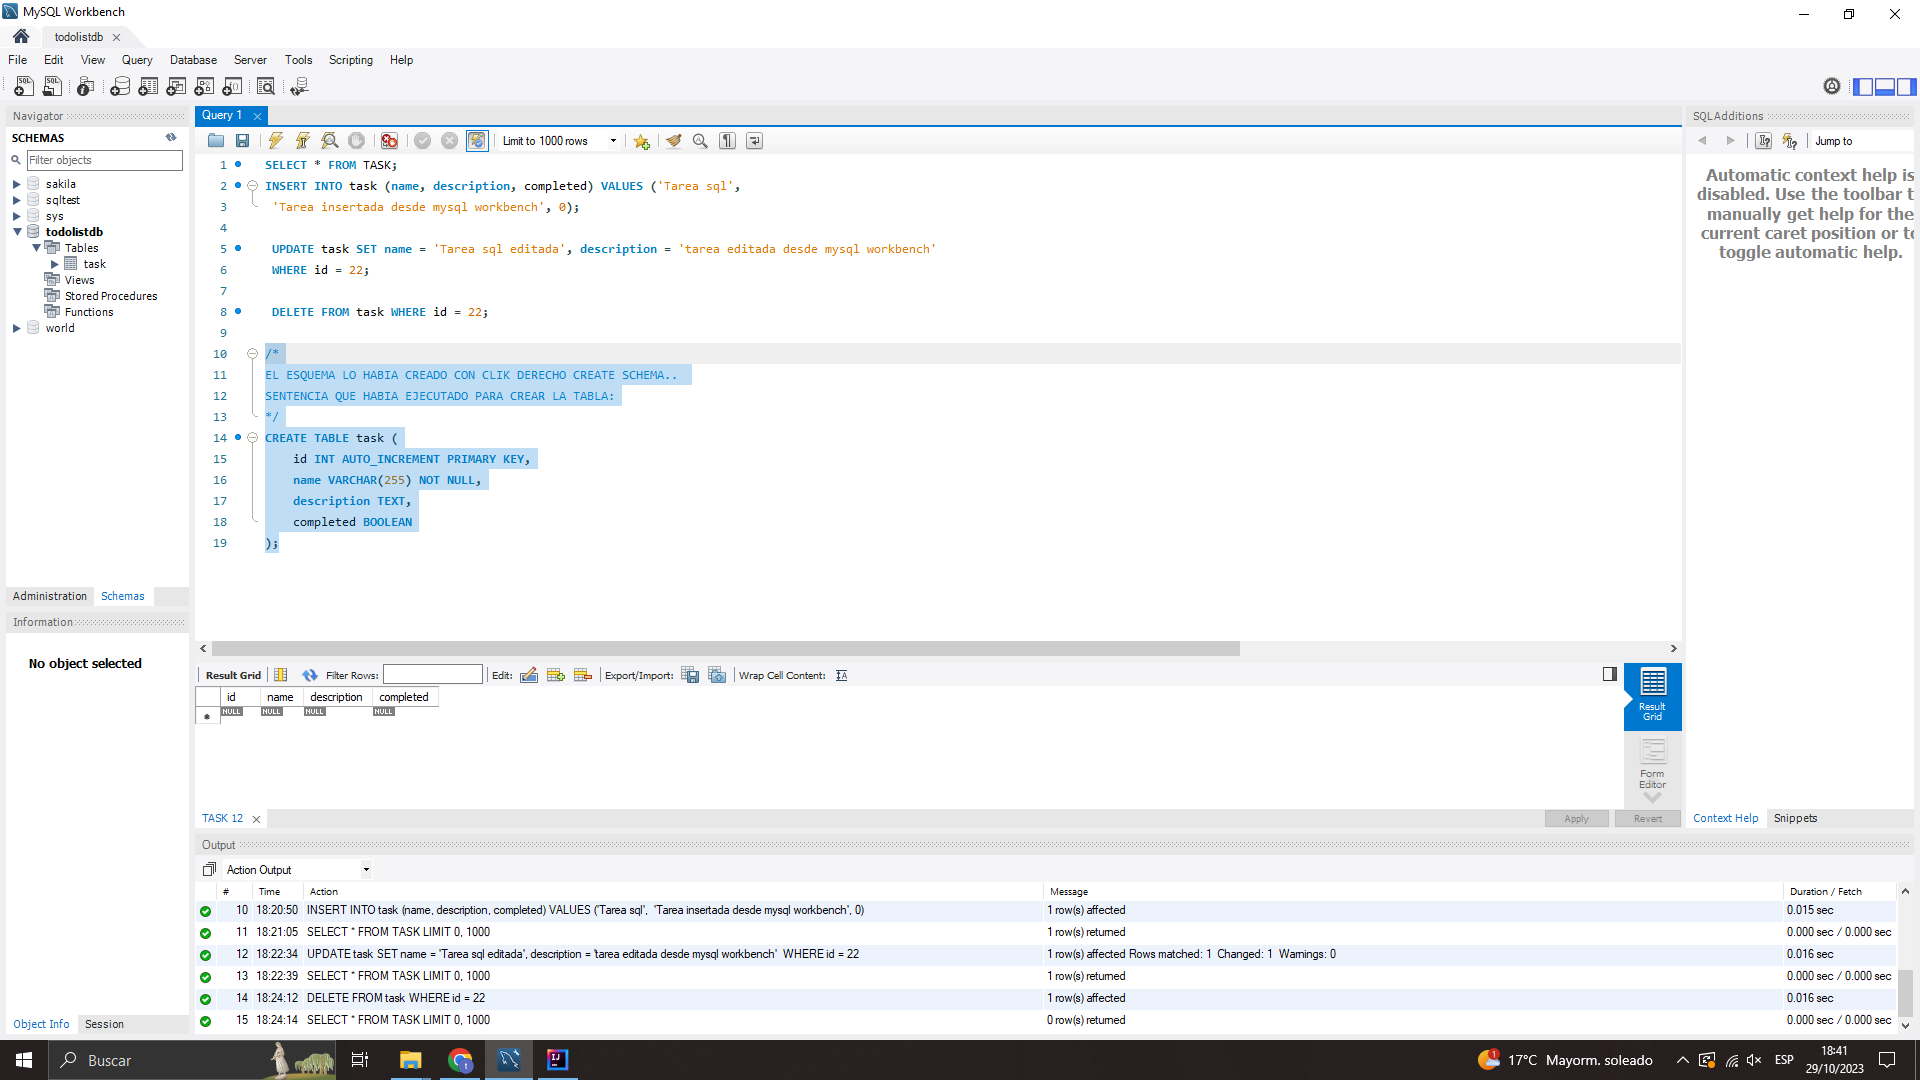 MySQL Workbench
todolistdb
File Edit View Query Database Server Tools Scripting Help
Navigator
SCHEMAS
Filter objects
sakila
sqltest
sys
todolistdb
Tables
task
Views
Stored Procedures
Functions
world
Administration Schemas
Information
No object selected
Object Info Session
Query 1
Limit to 1000 rows
1 SELECT * FROM TASK;
2 INSERT INTO task (name, description, completed) VALUES ('Tarea sql',
3 'Tarea insertada desde mysql workbench', 0);
4
5 UPDATE task SET name = 'Tarea sql editada', description = 'tarea editada desde mysql workbench'
6 WHERE id = 22;
7
8 DELETE FROM task WHERE id = 22;
9
10 /*
11 EL ESQUEMA LO HABIA CREADO CON CLIK DERECHO CREATE SCHEMA..
12 SENTENCIA QUE HABIA EJECUTADO PARA CREAR LA TABLA:
13 */
14 CREATE TABLE task (
15 id INT AUTO_INCREMENT PRIMARY KEY,
16 name VARCHAR(255) NOT NULL,
17 description TEXT,
18 completed BOOLEAN
19 );
Result Grid Filter Rows: Edit: Export/Import: Wrap Cell Content:
id name description completed
NULL NULL NULL NULL
Result Grid
Form Editor
TASK 12
Apply Revert
SQLAdditions
Jump to
Automatic context help is
disabled. Use the toolbar t
manually get help for the
current caret position or to
toggle automatic help.
Context Help Snippets
Output
Action Output
# Time Action Message Duration / Fetch
10 18:20:50 INSERT INTO task (name, description, completed) VALUES ('Tarea sql', 'Tarea insertada desde mysql workbench', 0) 1 row(s) affected 0.015 sec
11 18:21:05 SELECT * FROM TASK LIMIT 0, 1000 1 row(s) returned 0.000 sec / 0.000 sec
12 18:22:34 UPDATE task SET name = 'Tarea sql editada', description = 'tarea editada desde mysql workbench' WHERE id = 22 1 row(s) affected Rows matched: 1 Changed: 1 Warnings: 0 0.016 sec
13 18:22:39 SELECT * FROM TASK LIMIT 0, 1000 1 row(s) returned 0.000 sec / 0.000 sec
14 18:24:12 DELETE FROM task WHERE id = 22 1 row(s) affected 0.016 sec
15 18:24:14 SELECT * FROM TASK LIMIT 0, 1000 0 row(s) returned 0.000 sec / 0.000 sec
Buscar
1 17°C Mayorm. soleado
ESP
18:41
29/10/2023